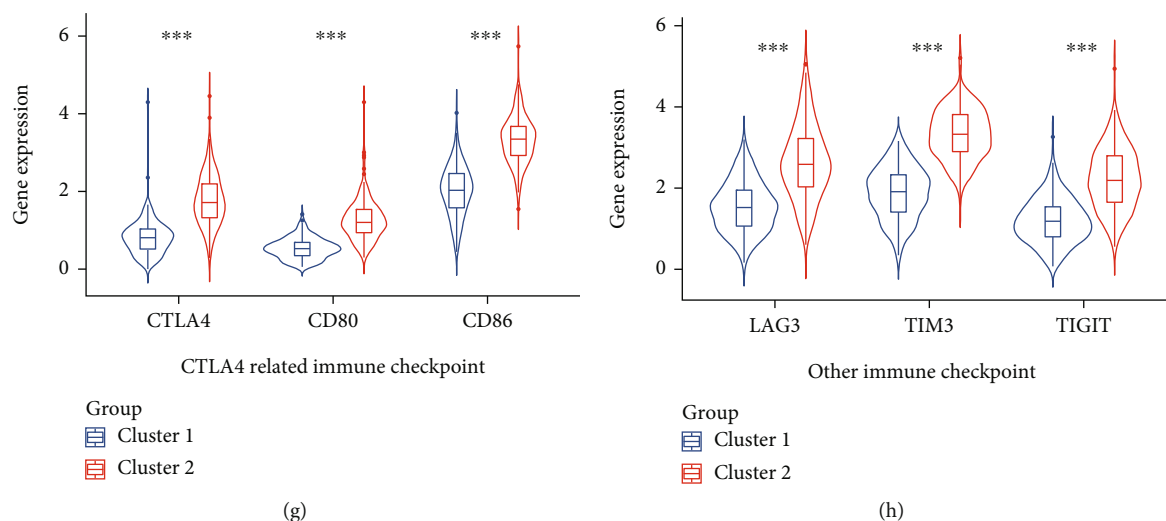 Gene expression
6
4
2
0
***
***
***
CTLA4
CD80
CD86
CTLA4 related immune checkpoint
Group
Cluster 1
Cluster 2
(g)
Gene expression
6
4
2
0
***
***
***
LAG3
TIM3
TIGIT
Other immune checkpoint
Group
Cluster 1
Cluster 2
(h)